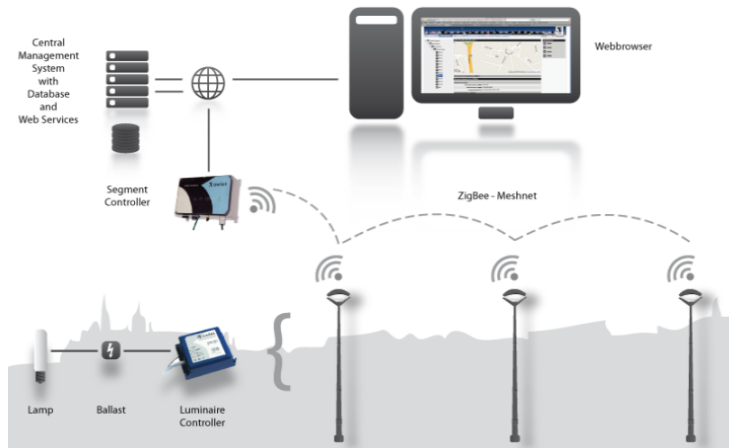 Central
Management
System
with
Database
and
Web Services
Webbrowser
Segment
Controller
ZigBee - Meshnet
Lamp
Ballast
Luminaire
Controller